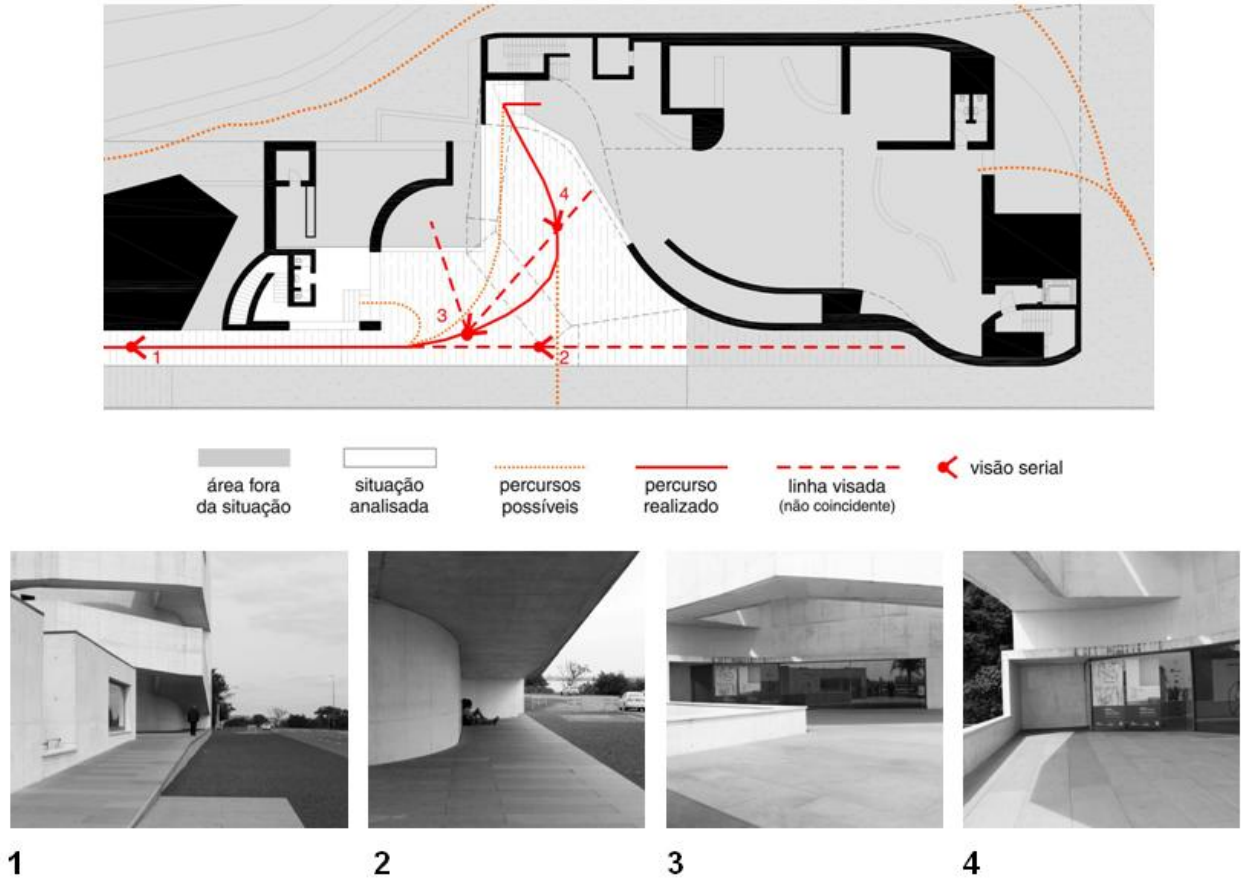 4
3
1
2
área fora
da situação
situação
analisada
percursos
possíveis
percurso
realizado
linha visada
(não coincidente)
visão serial
1
2
3
4